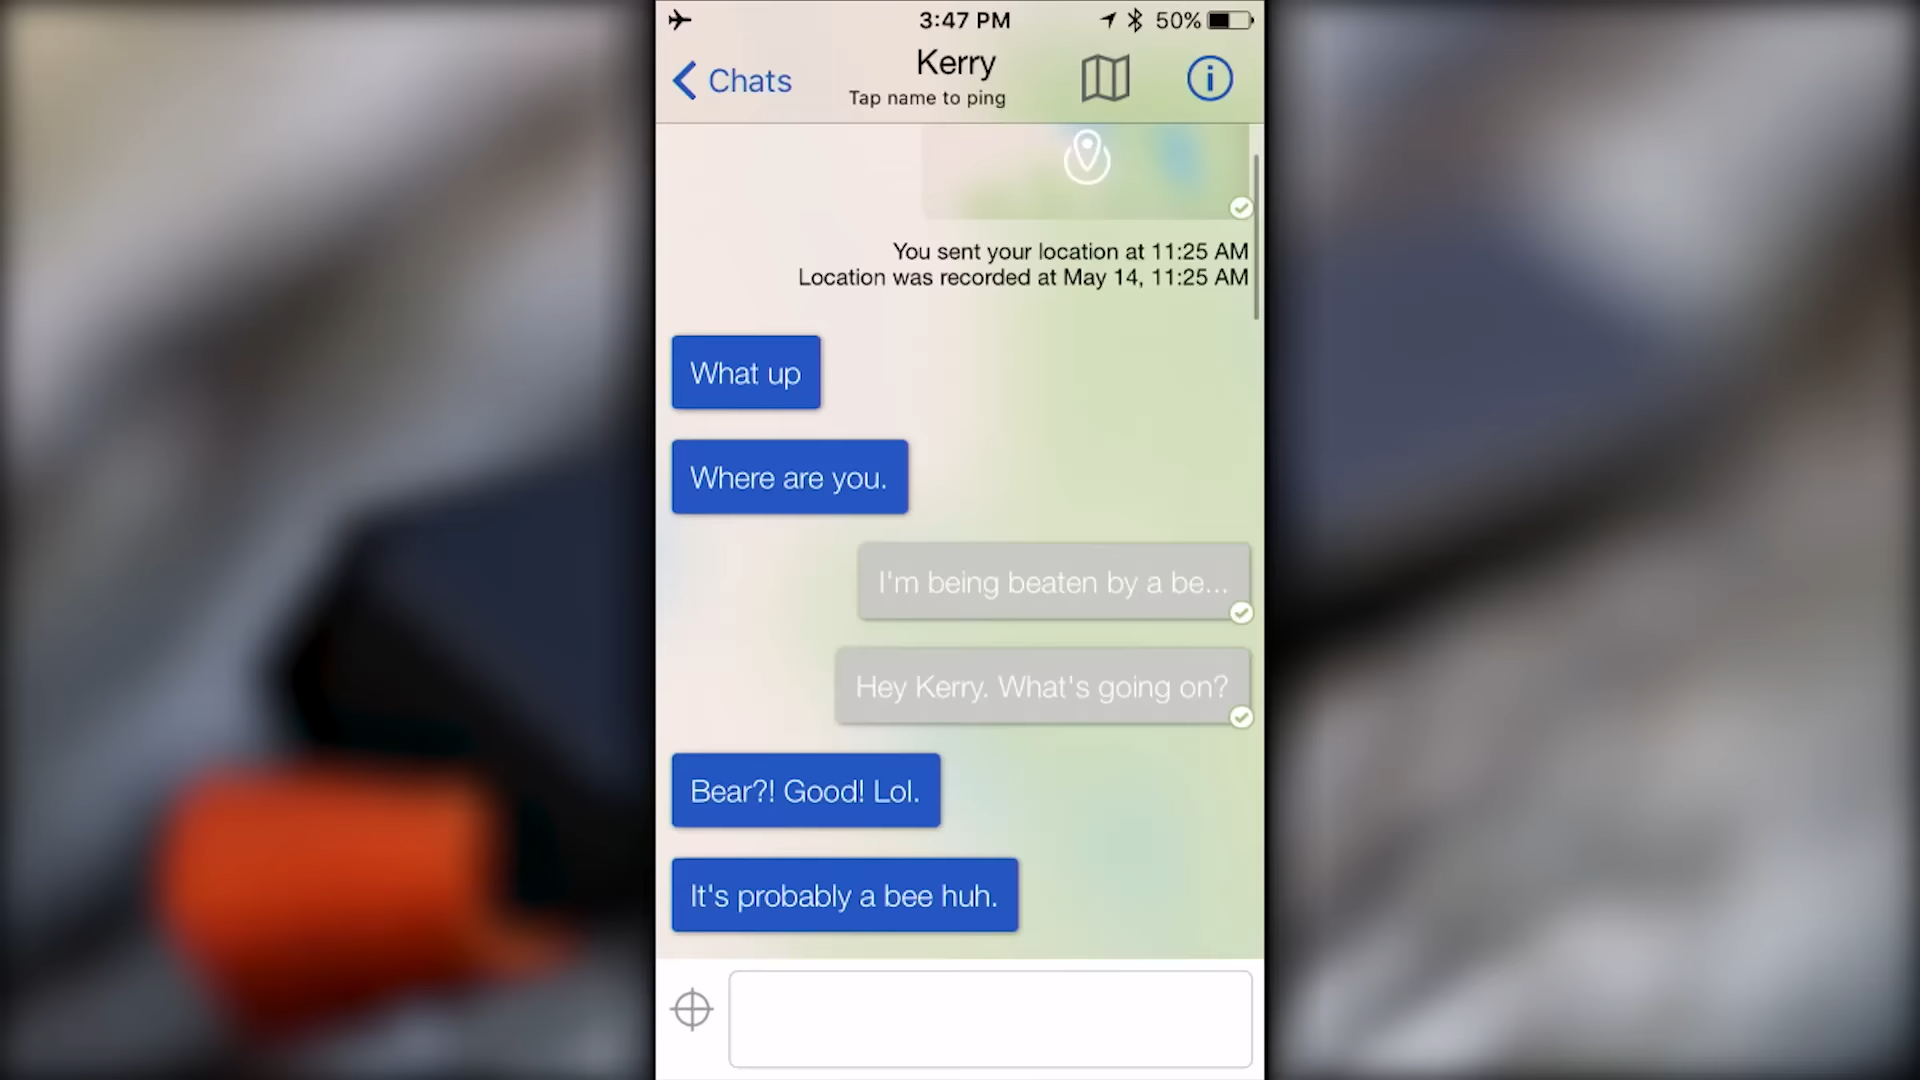 3:47 PM
50%
Chats
Kerry
Tap name to ping
You sent your location at 11:25 AM
Location was recorded at May 14, 11:25 AM
What up
Where are you.
I'm being beaten by a be...
Hey Kerry. What's going on?
Bear?! Good! Lol.
It's probably a bee huh.